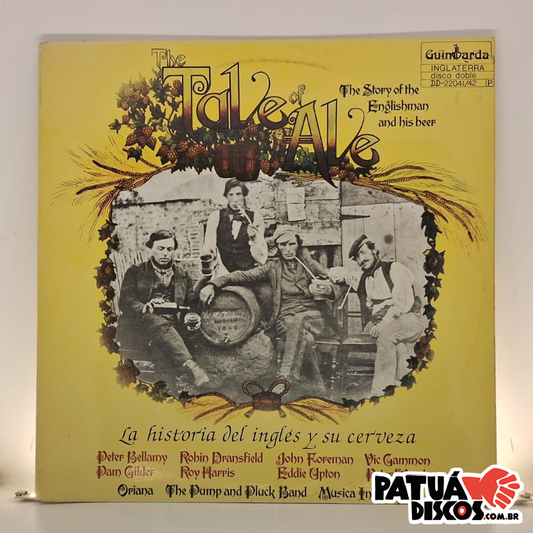 Guimbarda
INGLATERRA
disco doble
DD-22041/42 P
The Tale of Ale
The Story of the
Englishman
and his beer
La historia del inglés y su cerveza
Peter Bellamy Robin Dransfield John Foreman Vic Gammon
Pam Gilder Roy Harris Eddie Upton
Oriana The Pump and Pluck Band Musica In
PATUÁ
DISCOS.COM.BR